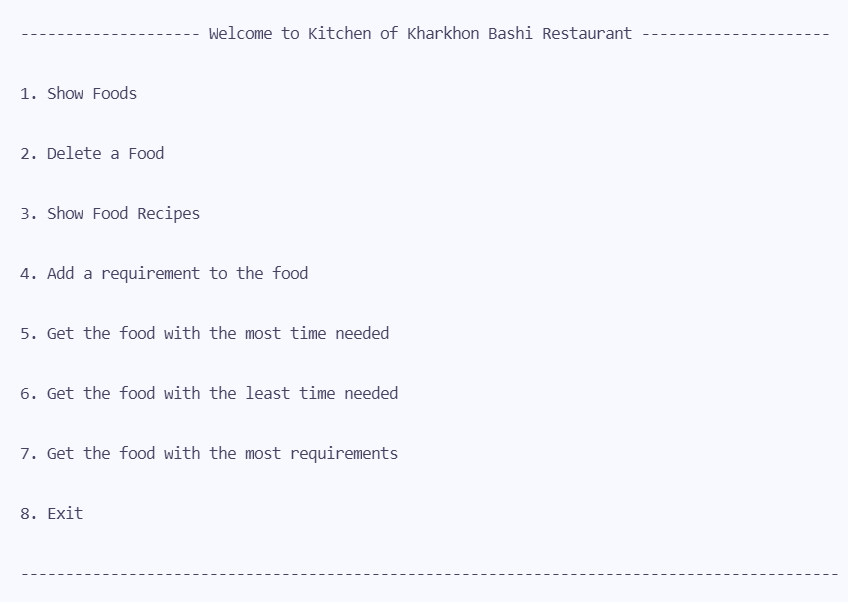 -------------------- Welcome to Kitchen of Kharkhon Bashi Restaurant ---------------------
1. Show Foods
2. Delete a Food
3. Show Food Recipes
4. Add a requirement to the food
5. Get the food with the most time needed
6. Get the food with the least time needed
7. Get the food with the most requirements
8. Exit
-------------------------------------------------------------------------------------------